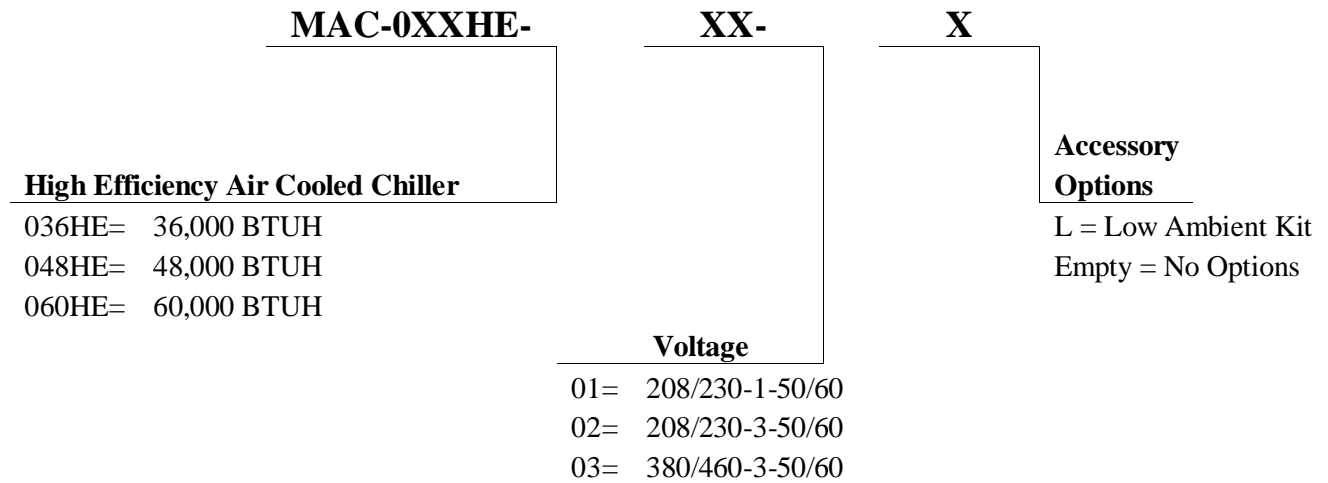 MAC-0XXHE- XX- X
High Efficiency Air Cooled Chiller
036HE= 36,000 BTUH
048HE= 48,000 BTUH
060HE= 60,000 BTUH
Voltage
01= 208/230-1-50/60
02= 208/230-3-50/60
03= 380/460-3-50/60
Accessory
Options
L = Low Ambient Kit
Empty = No Options